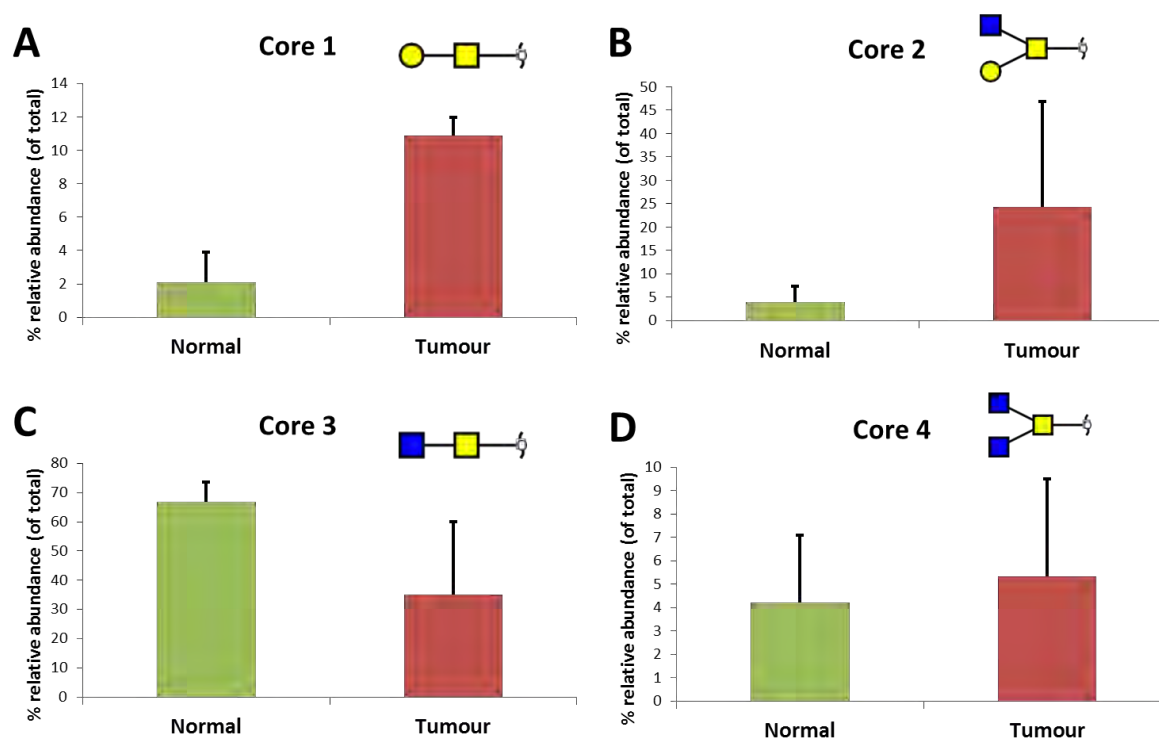 A
Core 1
% relative abundance (of total)
14
12
10
8
6
4
2
0
Normal
Tumour
B
Core 2
% relative abundance (of total)
50
45
40
35
30
25
20
15
10
5
0
Normal
Tumour
C
Core 3
% relative abundance (of total)
80
70
60
50
40
30
20
10
0
Normal
Tumour
D
Core 4
% relative abundance (of total)
10
9
8
7
6
5
4
3
2
1
0
Normal
Tumour